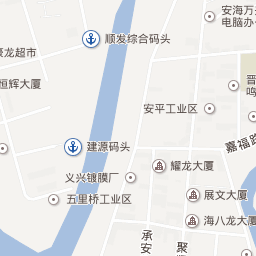 安海万
电脑办
顺发综合码头
豪龙超市
恒辉大厦
晋
鸣
安平工业区
嘉福路
建源码头
耀龙大厦
义兴镀膜厂
五里桥工业区
展文大厦
海八龙大厦
承
安
聚